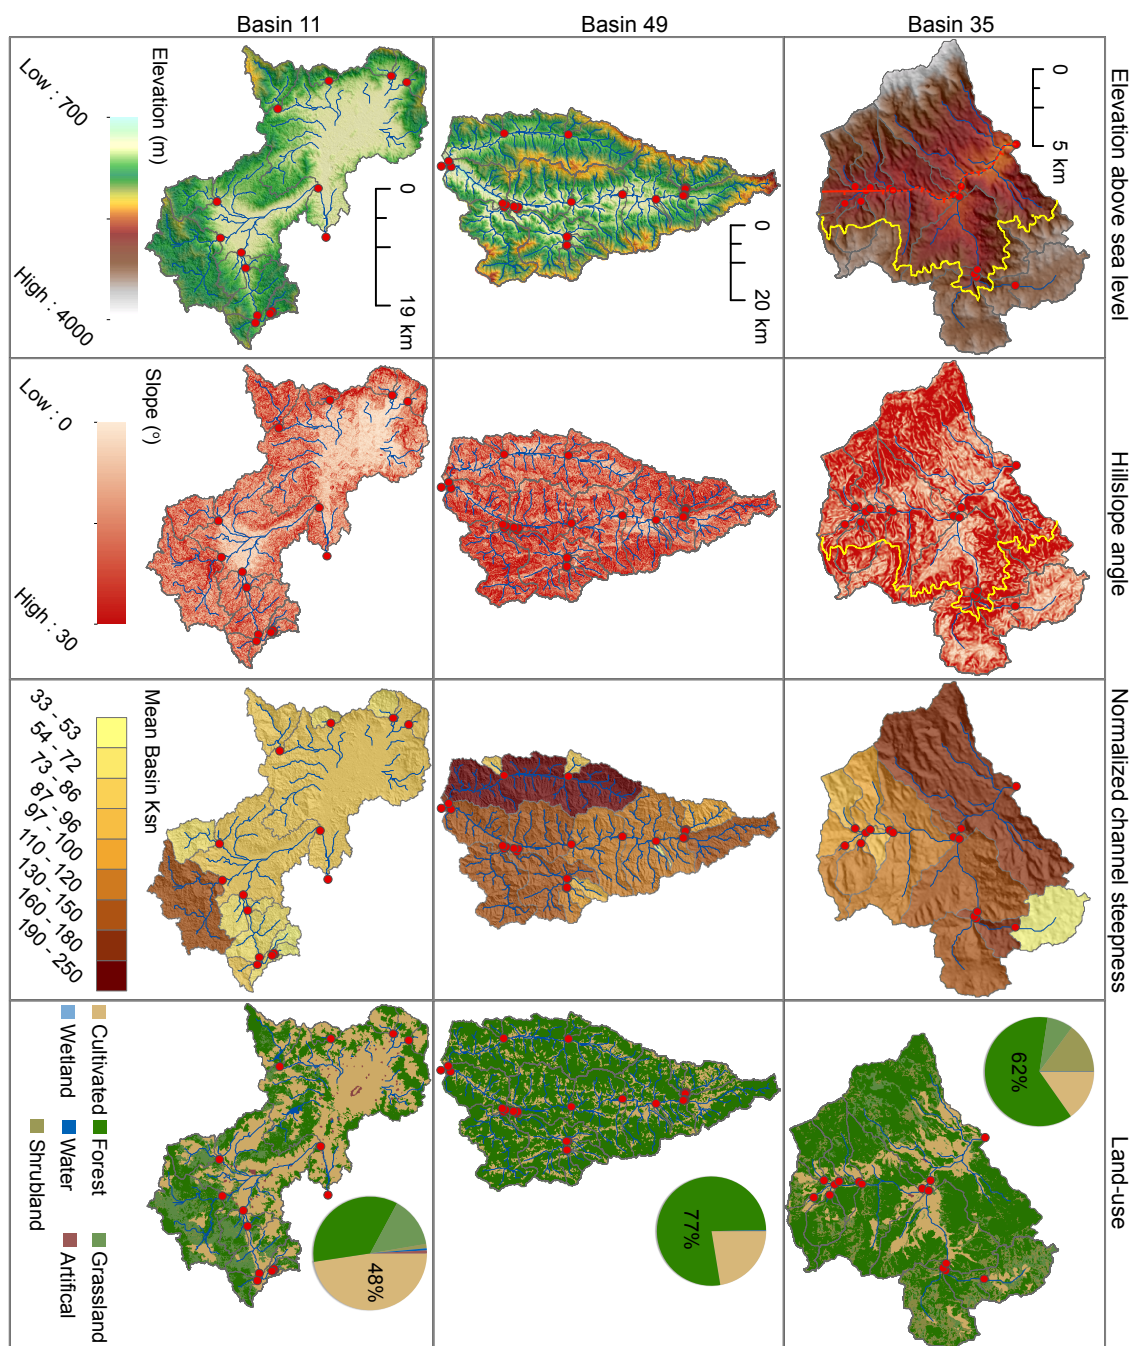 Basin 11
Basin 49
Basin 35
Elevation above sea level
Elevation (m)
Low : 700
High : 4000
0
19 km
0
20 km
0
5 km
Hillslope angle
Slope (º)
Low : 0
High : 30
Normalized channel steepness
Mean Basin Ksn
33 - 53
54 - 72
73 - 86
87 - 96
97 - 100
110 - 120
130 - 150
160 - 180
190 - 250
Land-use
Cultivated
Forest
Grassland
Wetland
Water
Artifical
Shrubland
48%
77%
62%